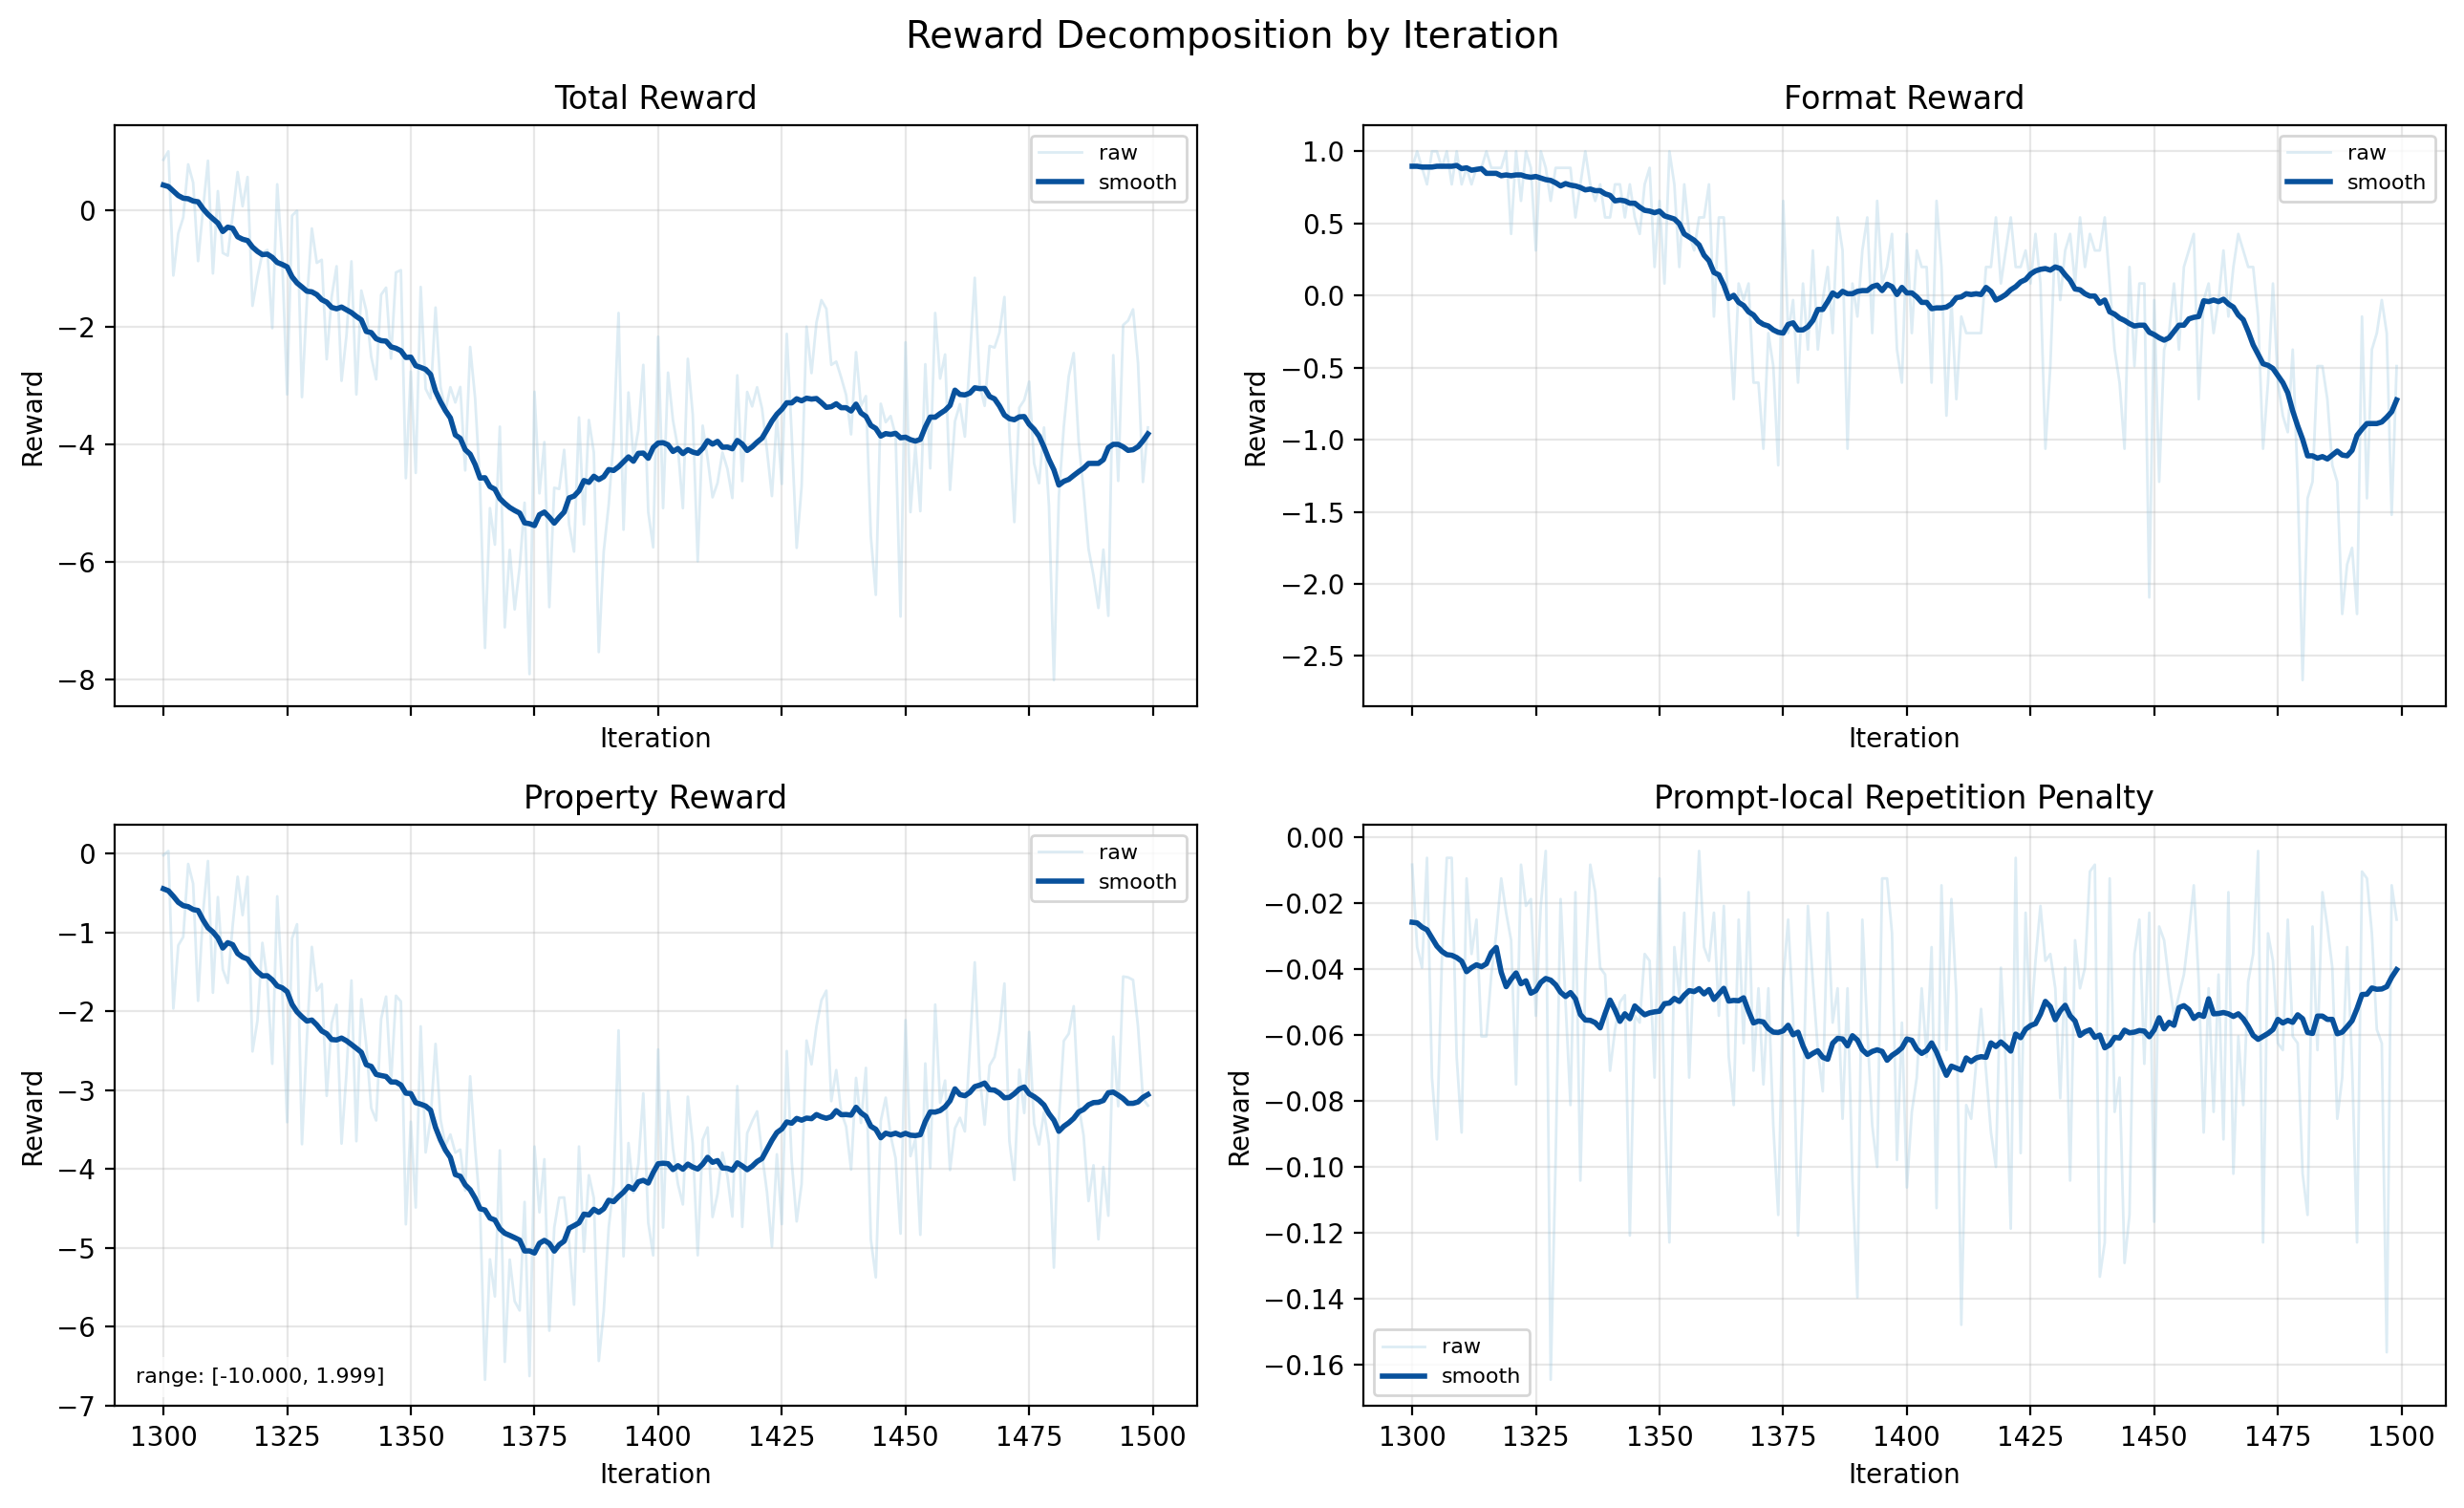 Reward Decomposition by Iteration
Total Reward
Reward
0
−2
−4
−6
−8
raw
smooth
Iteration
Format Reward
Reward
1.0
0.5
0.0
−0.5
−1.0
−1.5
−2.0
−2.5
raw
smooth
Iteration
Property Reward
Reward
0
−1
−2
−3
−4
−5
−6
−7
raw
smooth
range: [-10.000, 1.999]
1300 1325 1350 1375 1400 1425 1450 1475 1500
Iteration
Prompt-local Repetition Penalty
Reward
0.00
−0.02
−0.04
−0.06
−0.08
−0.10
−0.12
−0.14
−0.16
raw
smooth
1300 1325 1350 1375 1400 1425 1450 1475 1500
Iteration